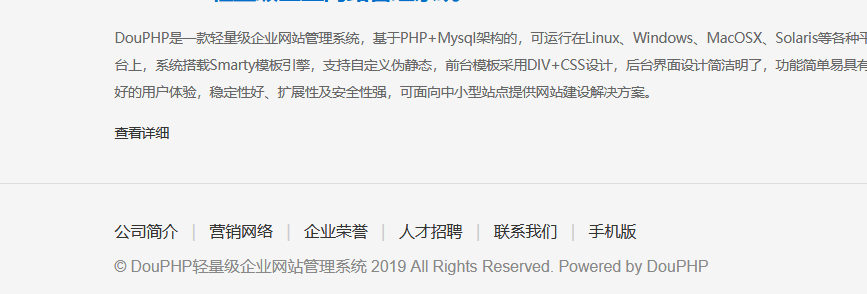 DouPHP是一款轻量级企业网站管理系统，基于PHP+Mysql架构的，可运行在Linux、Windows、MacOSX、Solaris等各种平
台上，系统搭载Smarty模板引擎，支持自定义伪静态，前台模板采用DIV+CSS设计，后台界面设计简洁明了，功能简单易具有
好的用户体验，稳定性好、扩展性及安全性强，可面向中小型站点提供网站建设解决方案。
查看详细
公司简介 | 营销网络 | 企业荣誉 | 人才招聘 | 联系我们 | 手机版
© DouPHP轻量级企业网站管理系统 2019 All Rights Reserved. Powered by DouPHP